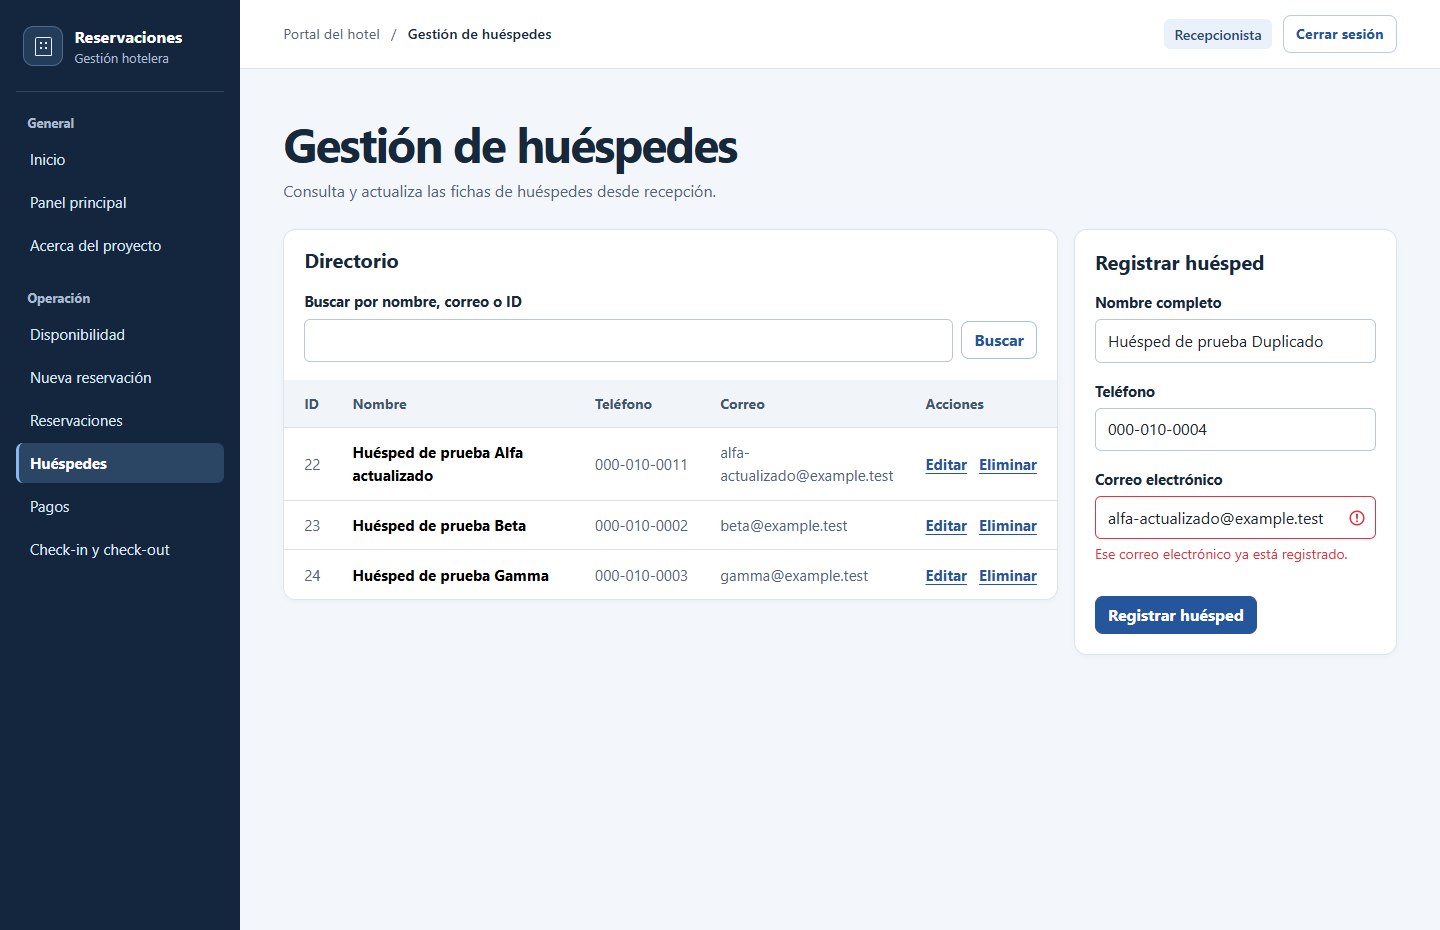 Reservaciones
Gestión hotelera
General
Inicio
Panel principal
Acerca del proyecto
Operación
Disponibilidad
Nueva reservación
Reservaciones
Huéspedes
Pagos
Check-in y check-out
Portal del hotel / Gestión de huéspedes
Recepcionista
Cerrar sesión
Gestión de huéspedes
Consulta y actualiza las fichas de huéspedes desde recepción.
Directorio
Buscar por nombre, correo o ID
Buscar
ID Nombre Teléfono Correo Acciones
22 Huésped de prueba Alfa actualizado 000-010-0011 alfa-actualizado@example.test Editar Eliminar
23 Huésped de prueba Beta 000-010-0002 beta@example.test Editar Eliminar
24 Huésped de prueba Gamma 000-010-0003 gamma@example.test Editar Eliminar
Registrar huésped
Nombre completo
Huésped de prueba Duplicado
Teléfono
000-010-0004
Correo electrónico
alfa-actualizado@example.test
Ese correo electrónico ya está registrado.
Registrar huésped